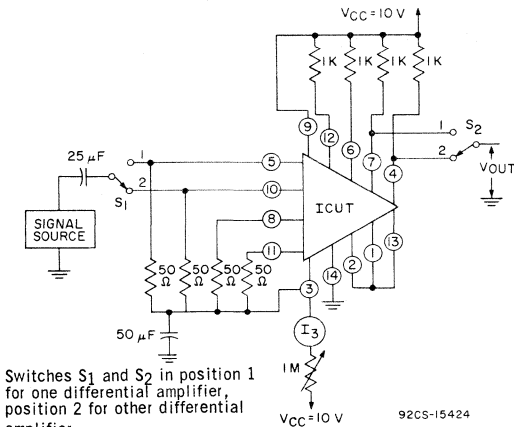 VCC=10 V
1K 1K 1K 1K
9 12 6 7 4
1 S2
2
VOUT
25 µF
1
2
S1
5
10
8
11
ICUT
SIGNAL
SOURCE
50 Ω 50 Ω 50 Ω 50 Ω
3 14 2 1 13
50 µF
I3
1M
VCC=10 V
Switches S1 and S2 in position 1
for one differential amplifier,
position 2 for other differential
92CS-15424